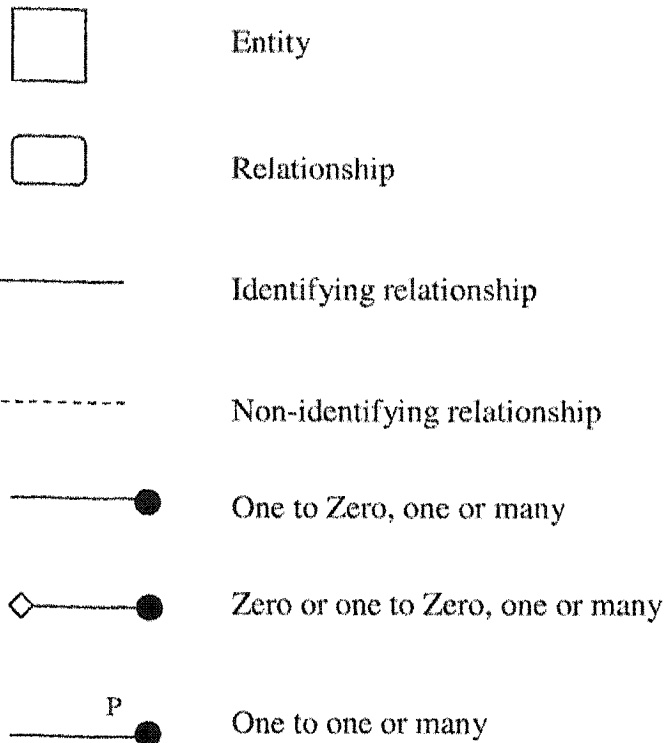 Entity
Relationship
Identifying relationship
Non-identifying relationship
One to Zero, one or many
Zero or one to Zero, one or many
P
One to one or many